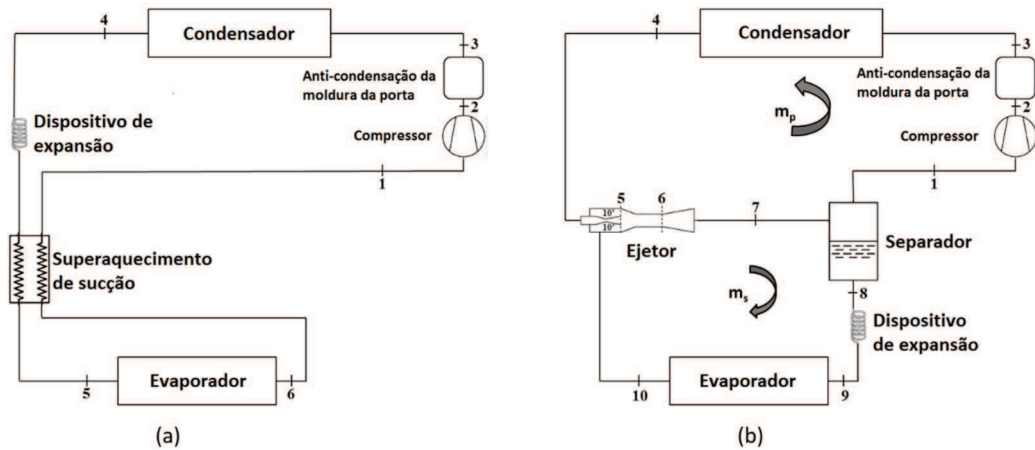 4
Condensador
3
Anti-condensação da
moldura da porta
2
Compressor
Dispositivo de
expansão
1
Superaquecimento
de sucção
5
Evaporador
6
(a)
4
Condensador
3
Anti-condensação da
moldura da porta
2
Compressor
mp
1
5
6
7
10'
10'
Ejetor
Separador
8
ms
Dispositivo
de expansão
10
Evaporador
9
(b)